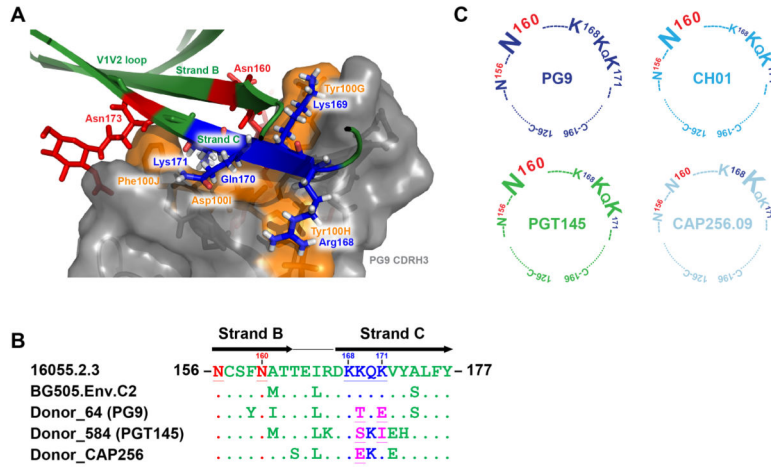 A
V1V2 loop
Strand B
Asn160
Tyr100G
Lys169
Asn173
Strand C
Lys171
Gln170
Phe100J
Asp100I
Tyr100H
Arg168
PG9 CDRH3
C
N156 N160 K168 K Q K171
PG9
126-C C-196
N156 N160 K168 K Q K171
CH01
126-C C-196
N156 N160 K168 K Q K171
PGT145
126-C C-196
N156 N160 K168 K Q K171
CAP256.09
126-C C-196
B
Strand B Strand C
160 168 171
16055.2.3 156 – NCSFNATTEIRDKKQKVYALFY – 177
BG505.Env.C2 .....M...L........S...
Donor_64 (PG9) ...Y.I...L...T.E..S...
Donor_584 (PGT145) .....M...LK..SKIEH....
Donor_CAP256 .......S.L...EK.E.....